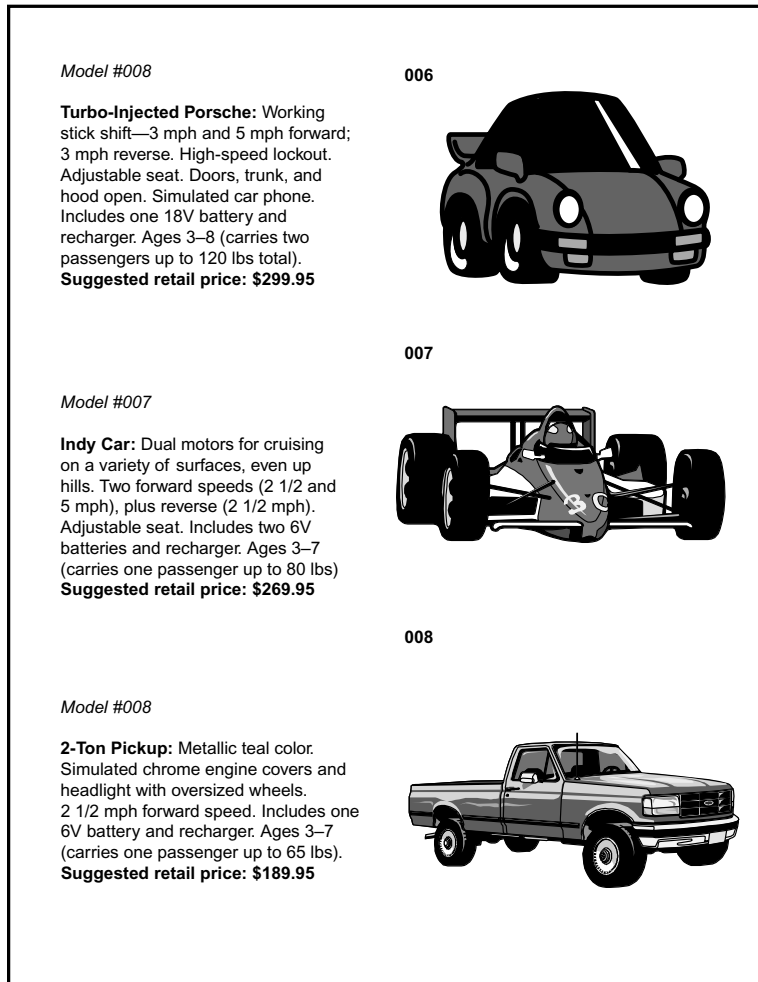 Model #008
006
Turbo-Injected Porsche: Working
stick shift—3 mph and 5 mph forward;
3 mph reverse. High-speed lockout.
Adjustable seat. Doors, trunk, and
hood open. Simulated car phone.
Includes one 18V battery and
recharger. Ages 3–8 (carries two
passengers up to 120 lbs total).
Suggested retail price: $299.95
007
Model #007
Indy Car: Dual motors for cruising
on a variety of surfaces, even up
hills. Two forward speeds (2 1/2 and
5 mph), plus reverse (2 1/2 mph).
Adjustable seat. Includes two 6V
batteries and recharger. Ages 3–7
(carries one passenger up to 80 lbs)
Suggested retail price: $269.95
008
Model #008
2-Ton Pickup: Metallic teal color.
Simulated chrome engine covers and
headlight with oversized wheels.
2 1/2 mph forward speed. Includes one
6V battery and recharger. Ages 3–7
(carries one passenger up to 65 lbs).
Suggested retail price: $189.95